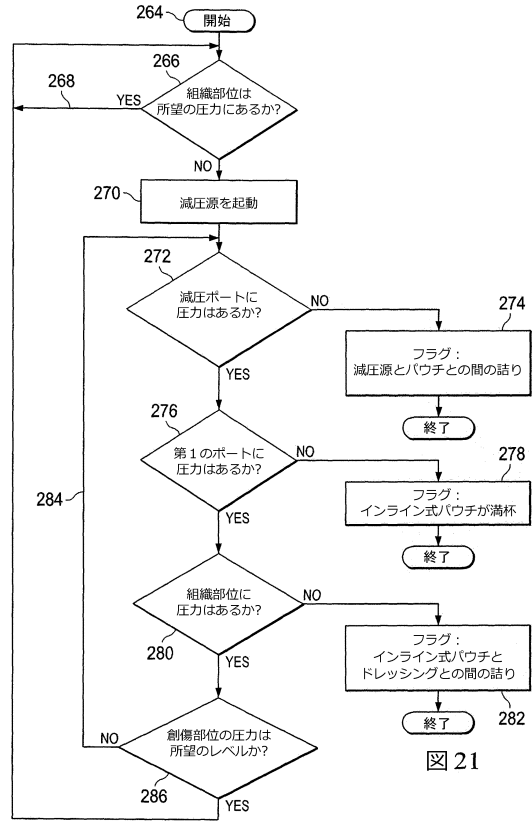 264
開始
266
268
YES
組織部位は
所望の圧力にあるか?
NO
270
減圧源を起動
272
減圧ポートに
圧力はあるか?
NO
274
フラグ：
減圧源とパウチとの間の詰り
YES
終了
276
第１のポートに
圧力はあるか?
NO
278
フラグ：
インライン式パウチが満杯
284
YES
終了
組織部位に
圧力はあるか?
NO
280
フラグ：
インライン式パウチと
ドレッシングとの間の詰り
YES
282
終了
NO
創傷部位の圧力は
所望のレベルか?
286
YES
図 21